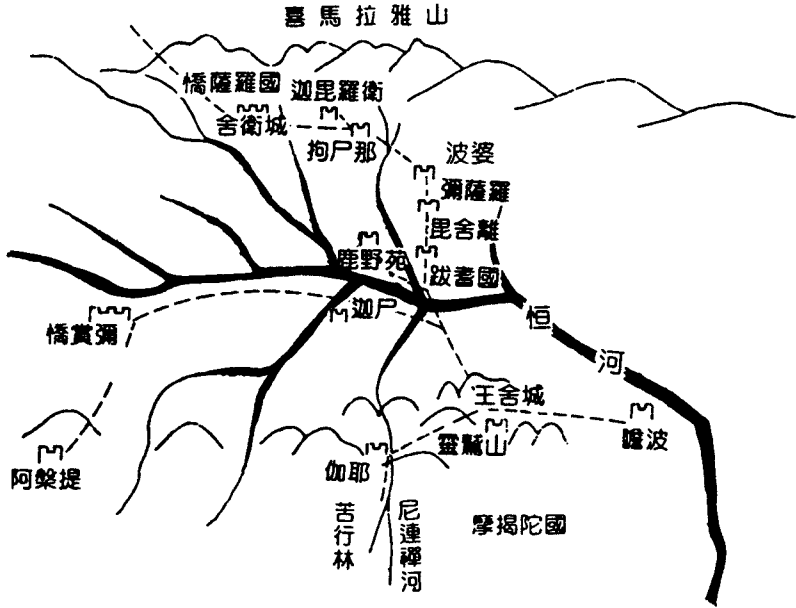 喜馬拉雅山
憍薩羅國
迦毘羅衛
舍衛城
拘尸那
波婆
彌薩羅
毘舍離
鹿野苑
跋耆國
迦尸
憍賞彌
恒河
王舍城
瞻波
靈鷲山
伽耶
阿槃提
苦行林
尼連禪河
摩揭陀國